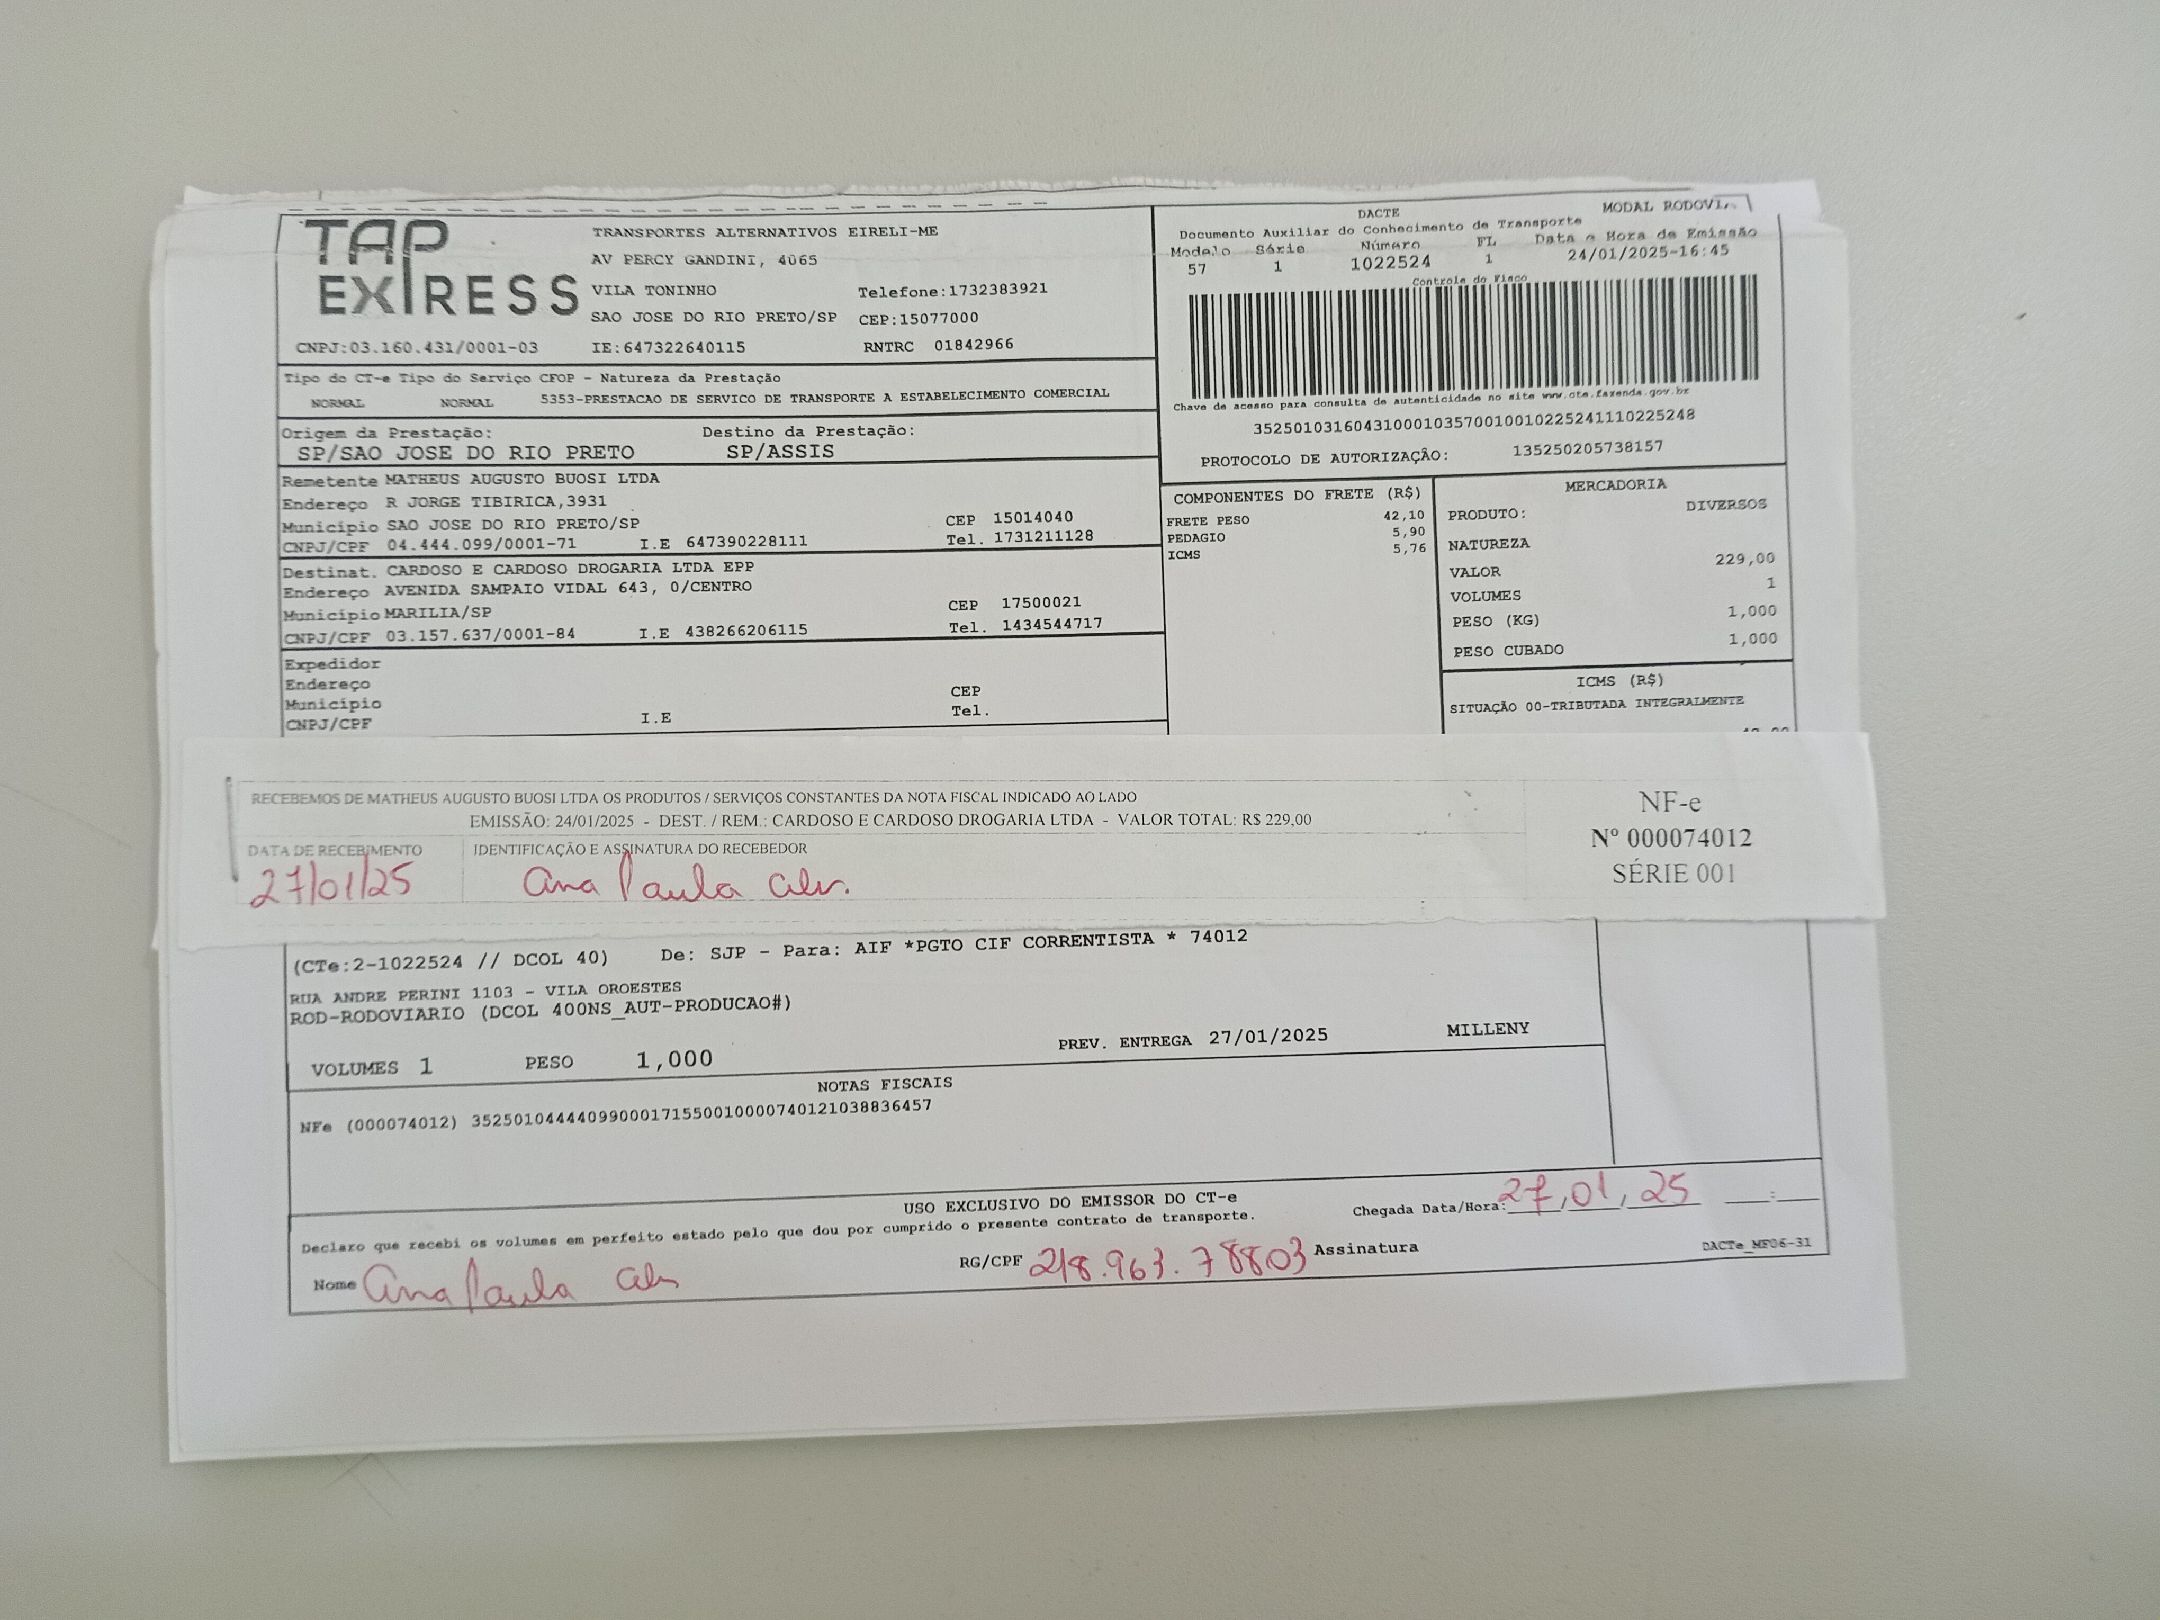 TAP EXPRESS
TRANSPORTES ALTERNATIVOS EIRELI-ME
AV PERCY GANDINI, 4065
VILA TONINHO Telefone:1732383921
SAO JOSE DO RIO PRETO/SP CEP:15077000
CNPJ:03.160.431/0001-03 IE:647322640115 RNTRC 01842966
DACTE MODAL RODOVI
Documento Auxiliar do Conhecimento de Transporte
Modelo Série Número FL Data e Hora de Emissão
57 1 1022524 1 24/01/2025-16:45
Controle do Fisco
Chave de acesso para consulta de autenticidade no site www.cte.fazenda.gov.br
35250103160431000103570010010225241110225248
PROTOCOLO DE AUTORIZAÇÃO: 135250205738157
Tipo do CT-e Tipo do Serviço CFOP - Natureza da Prestação
NORMAL NORMAL 5353-PRESTACAO DE SERVICO DE TRANSPORTE A ESTABELECIMENTO COMERCIAL
Origem da Prestação: Destino da Prestação:
SP/SAO JOSE DO RIO PRETO SP/ASSIS
Remetente MATHEUS AUGUSTO BUOSI LTDA
Endereço R JORGE TIBIRICA,3931
Município SAO JOSE DO RIO PRETO/SP CEP 15014040
CNPJ/CPF 04.444.099/0001-71 I.E 647390228111 Tel. 1731211128
Destinat. CARDOSO E CARDOSO DROGARIA LTDA EPP
Endereço AVENIDA SAMPAIO VIDAL 643, 0/CENTRO
Município MARILIA/SP CEP 17500021
CNPJ/CPF 03.157.637/0001-84 I.E 438266206115 Tel. 1434544717
Expedidor
Endereço
Município CEP
CNPJ/CPF I.E Tel.
COMPONENTES DO FRETE (R$)
FRETE PESO 42,10
PEDAGIO 5,90
ICMS 5,76
MERCADORIA
PRODUTO: DIVERSOS
NATUREZA
VALOR 229,00
VOLUMES 1
PESO (KG) 1,000
PESO CUBADO 1,000
ICMS (R$)
SITUAÇÃO 00-TRIBUTADA INTEGRALMENTE
RECEBEMOS DE MATHEUS AUGUSTO BUOSI LTDA OS PRODUTOS / SERVIÇOS CONSTANTES DA NOTA FISCAL INDICADO AO LADO
EMISSÃO: 24/01/2025 - DEST. / REM.: CARDOSO E CARDOSO DROGARIA LTDA - VALOR TOTAL: R$ 229,00
DATA DE RECEBIMENTO IDENTIFICAÇÃO E ASSINATURA DO RECEBEDOR
27/01/25 Ana Paula
NF-e
Nº 000074012
SÉRIE 001
(CTe:2-1022524 // DCOL 40) De: SJP - Para: AIF *PGTO CIF CORRENTISTA * 74012
RUA ANDRE PERINI 1103 - VILA OROESTES
ROD-RODOVIARIO (DCOL 400NS_AUT-PRODUCAO#)
VOLUMES 1 PESO 1,000 PREV. ENTREGA 27/01/2025 MILLENY
NOTAS FISCAIS
NFe (000074012) 35250104444099000171550010000740121038836457
USO EXCLUSIVO DO EMISSOR DO CT-e
Declaro que recebi os volumes em perfeito estado pelo que dou por cumprido o presente contrato de transporte. Chegada Data/Hora: 27/01/25 __:__
Nome Ana Paula RG/CPF 218.963.78803 Assinatura DACTe_MF06-31